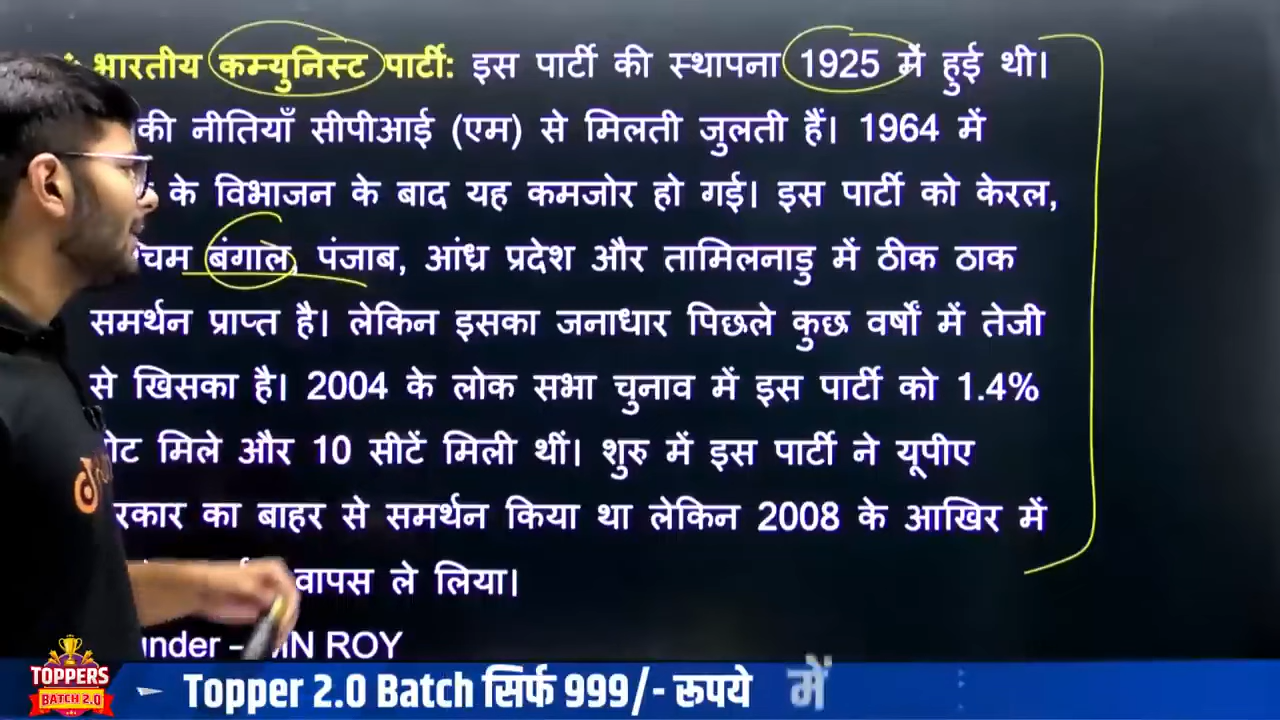 भारतीय कम्युनिस्ट पार्टी: इस पार्टी की स्थापना 1925 में हुई थी।
की नीतियाँ सीपीआई (एम) से मिलती जुलती हैं। 1964 में
के विभाजन के बाद यह कमजोर हो गई। इस पार्टी को केरल,
बंगाल, पंजाब, आंध्र प्रदेश और तामिलनाडु में ठीक ठाक
समर्थन प्राप्त है। लेकिन इसका जनाधार पिछले कुछ वर्षों में तेजी
से खिसका है। 2004 के लोक सभा चुनाव में इस पार्टी को 1.4%
मिले और 10 सीटें मिली थीं। शुरु में इस पार्टी ने यूपीए
का बाहर से समर्थन किया था लेकिन 2008 के आखिर में
वापस ले लिया।
ROY
TOPPERS
BATCH 2.0
Topper 2.0 Batch सिर्फ 999/- रूपये में